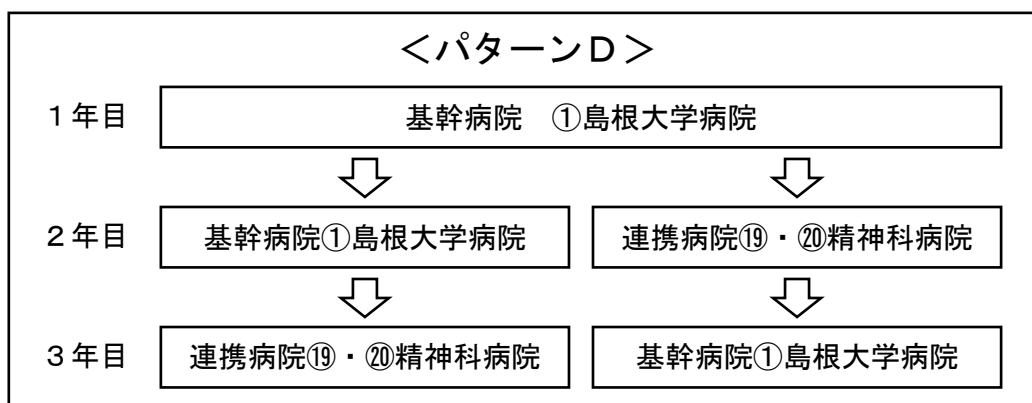 ＜パターンＤ＞
１年目 基幹病院　①島根大学病院
２年目 基幹病院①島根大学病院 連携病院⑲・⑳精神科病院
３年目 連携病院⑲・⑳精神科病院 基幹病院①島根大学病院